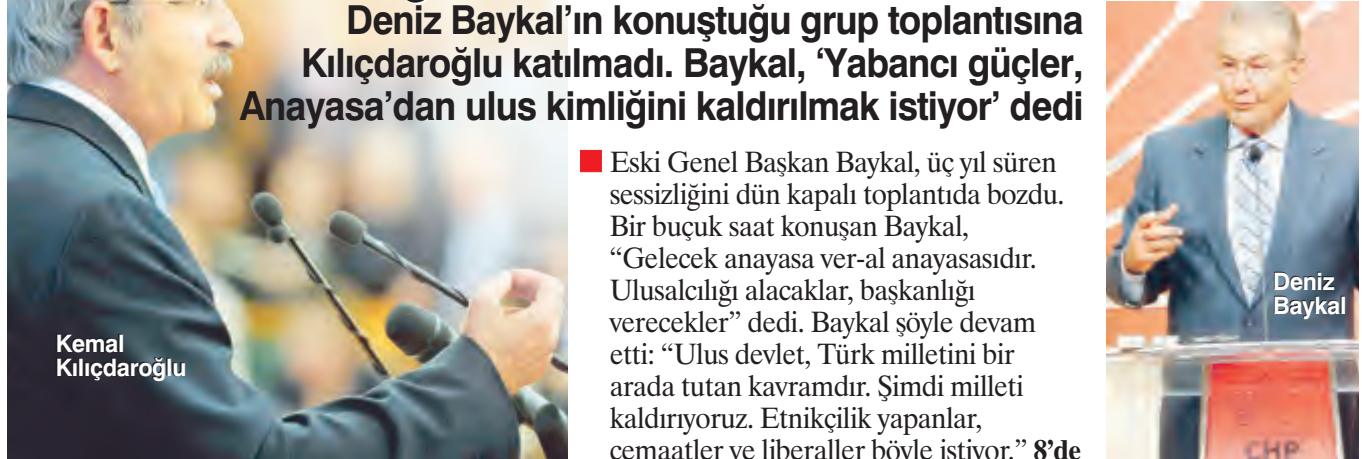 Deniz Baykal’ın konuştuğu grup toplantısına
Kılıçdaroğlu katılmadı. Baykal, ‘Yabancı güçler,
Anayasa’dan ulus kimliğini kaldırılmak istiyor’ dedi
Eski Genel Başkan Baykal, üç yıl süren
sessizliğini dün kapalı toplantıda bozdu.
Bir buçuk saat konuşan Baykal,
“Gelecek anayasa ver-al anayasasıdır.
Ulusalcılığı alacaklar, başkanlığı
verecekler” dedi. Baykal şöyle devam
etti: “Ulus devlet, Türk milletini bir
arada tutan kavramdır. Şimdi milleti
kaldırıyoruz. Etnikçilik yapanlar,
cemaatler ve liberaller böyle istiyor.” 8’de
Kemal
Kılıçdaroğlu
Deniz
Baykal
CHP